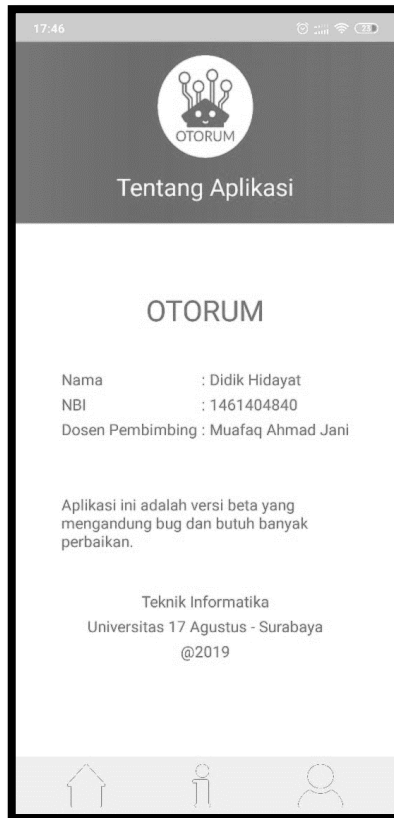 17:46
35
OTORUM
Tentang Aplikasi
OTORUM
Nama : Didik Hidayat
NBI : 1461404840
Dosen Pembimbing : Muafaq Ahmad Jani
Aplikasi ini adalah versi beta yang
mengandung bug dan butuh banyak
perbaikan.
Teknik Informatika
Universitas 17 Agustus - Surabaya
@2019